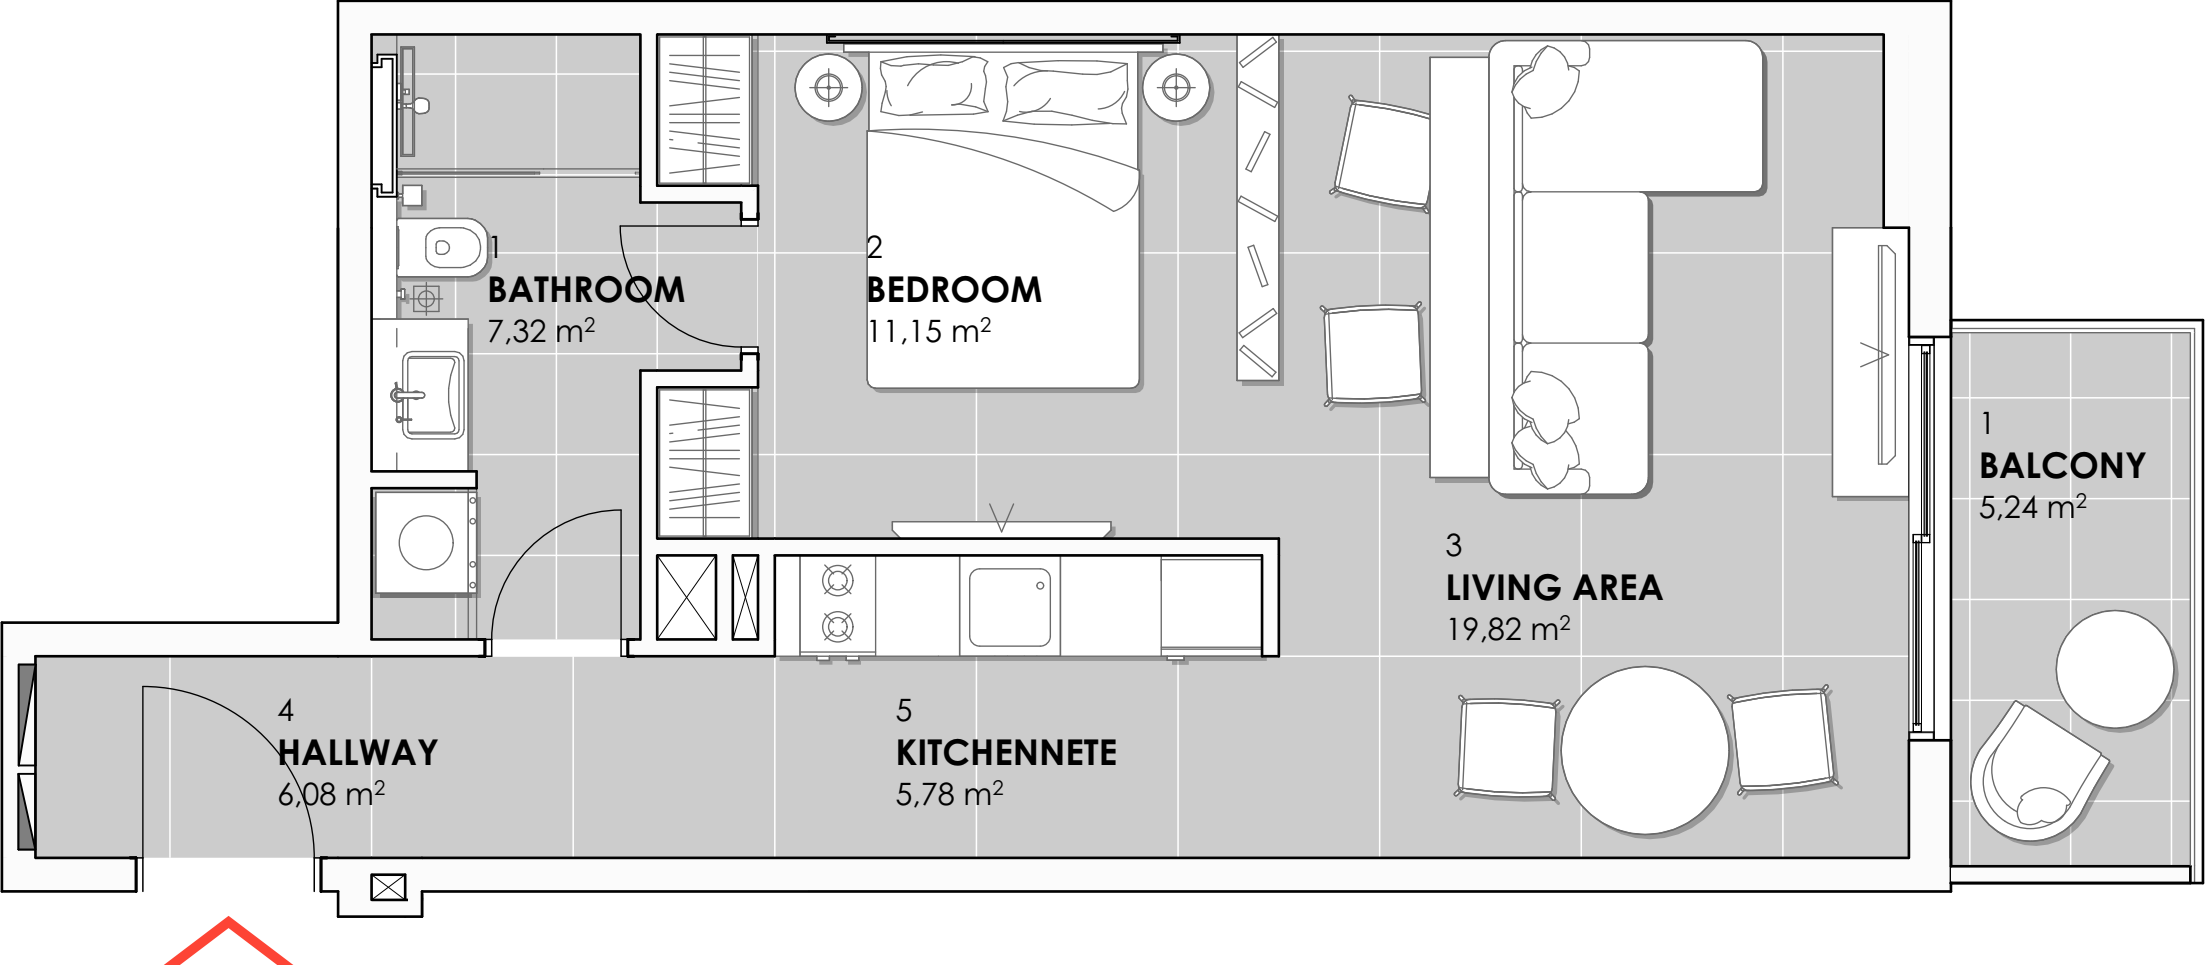 1
BATHROOM
7,32 m²
2
BEDROOM
11,15 m²
1
BALCONY
5,24 m²
3
LIVING AREA
19,82 m²
4
HALLWAY
6,08 m²
5
KITCHENNETE
5,78 m²